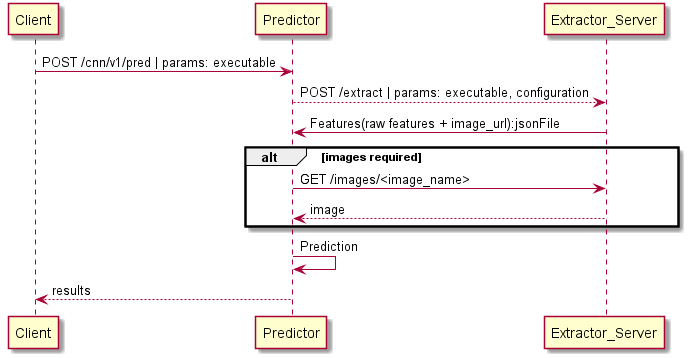 Client Predictor Extractor_Server
POST /cnn/v1/pred | params: executable
POST /extract | params: executable, configuration
Features(raw features + image_url):jsonFile
alt [images required]
GET /images/<image_name>
image
Prediction
results
Client Predictor Extractor_Server